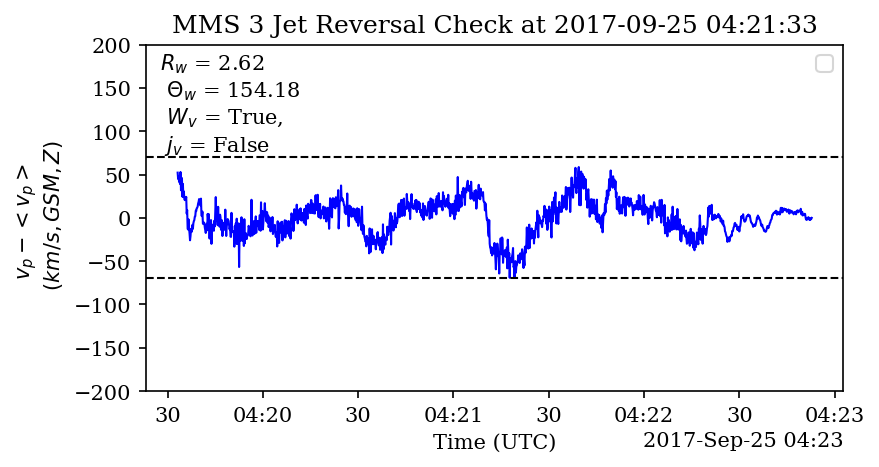 MMS 3 Jet Reversal Check at 2017-09-25 04:21:33
R_w = 2.62
Θ_w = 154.18
W_v = True,
j_v = False
v_p − < v_p >
(km/s, GSM, Z)
200
150
100
50
0
−50
−100
−150
−200
30 04:20 30 04:21 30 04:22 30 04:23
Time (UTC) 2017-Sep-25 04:23